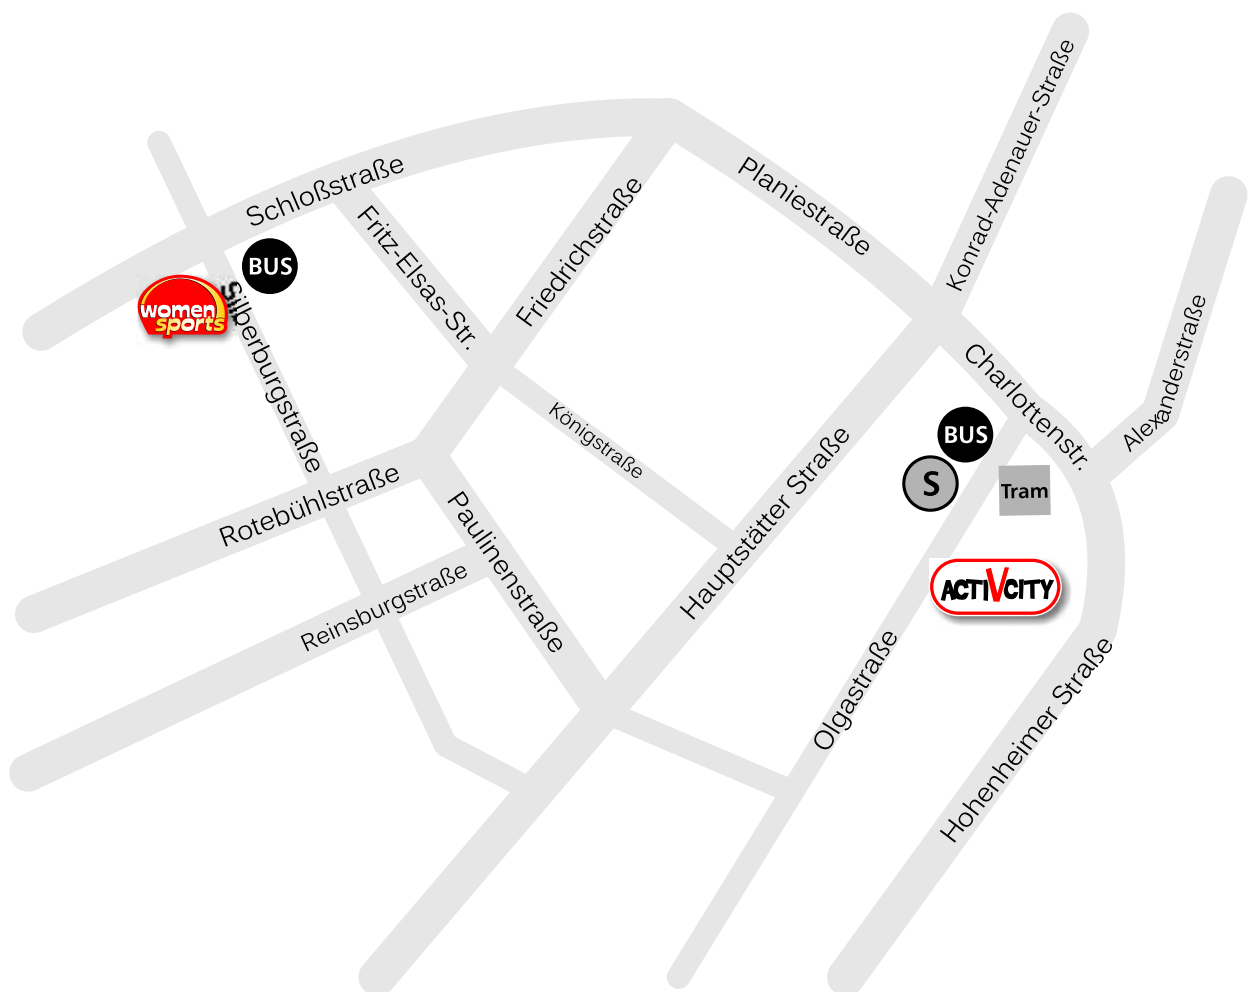 Konrad-Adenauer-Straße
Schloßstraße
Planiestraße
Friedrichstraße
Fritz-Elsas-Str.
BUS
women
sports
Silberburgstraße
Alexanderstraße
Charlottenstr.
Königstraße
BUS
S
Tram
Rotebühlstraße
Hauptstätter Straße
Paulinenstraße
Reinsburgstraße
ACTIVCITY
Olgastraße
Hohenheimer Straße